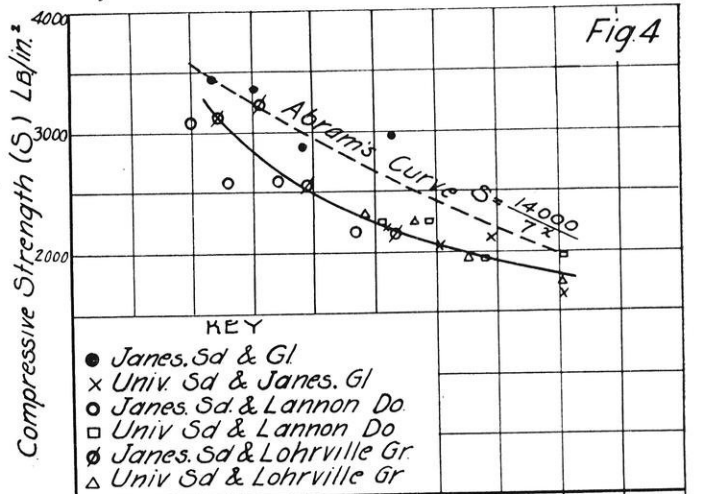 Fig.4
4000
3000
2000
Compressive Strength (S) Lb/in.²
Abram's Curve S = 14000/7ˣ
KEY
● Janes. Sd & Gl.
× Univ. Sd & Janes. Gl
○ Janes. Sd. & Lannon Do.
□ Univ Sd & Lannon Do
ø Janes. Sd & Lohrville Gr.
△ Univ Sd & Lohrville Gr